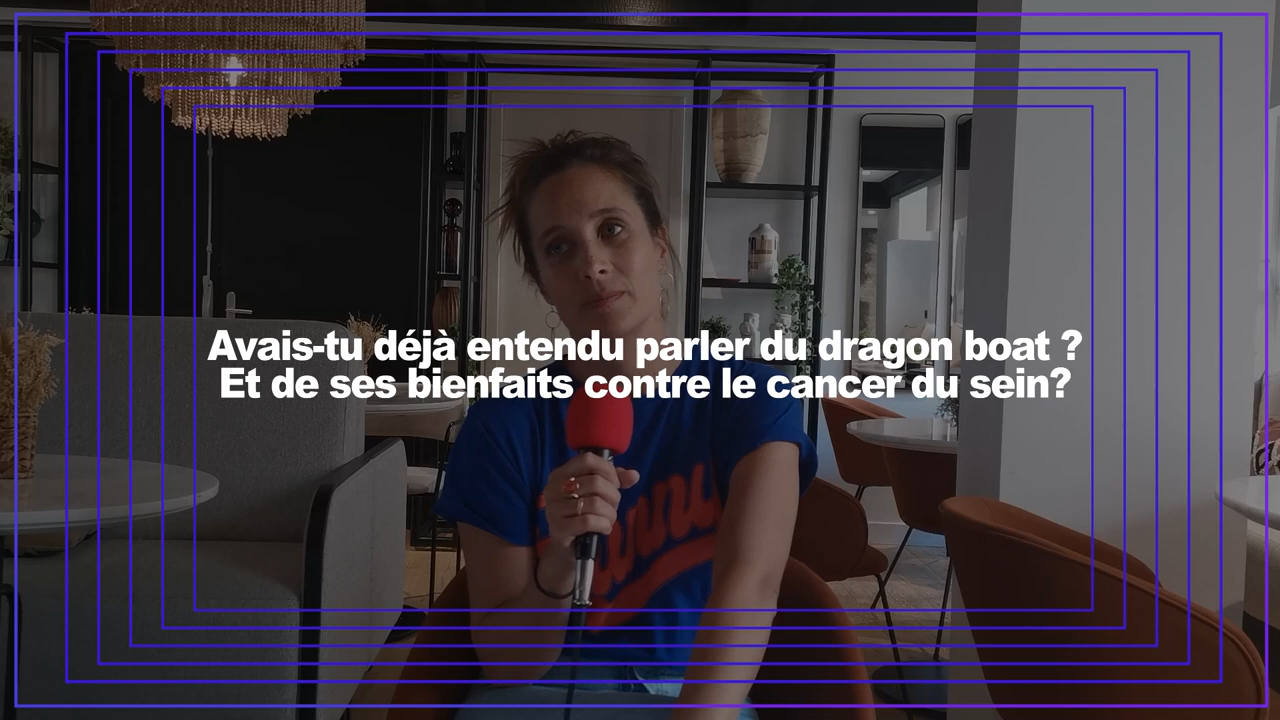 Avais-tu déjà entendu parler du dragon boat ?
Et de ses bienfaits contre le cancer du sein?